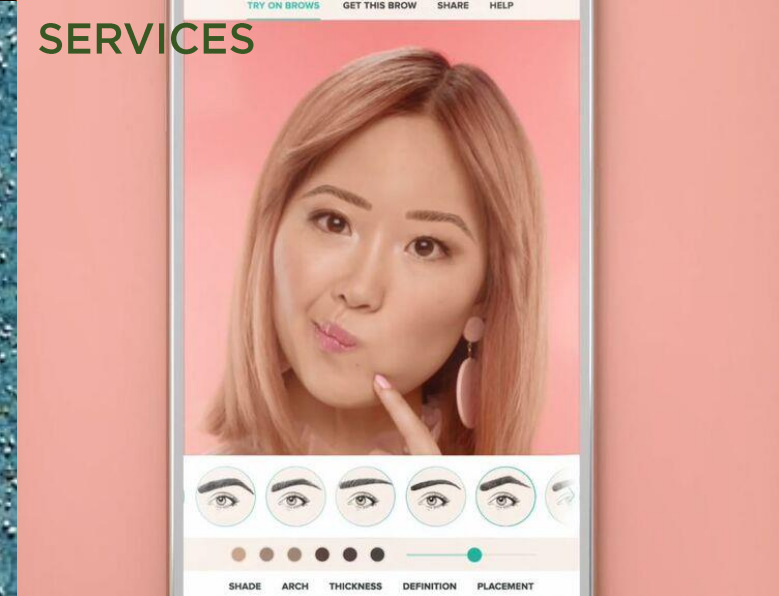 TRY ON BROWS GET THIS BROW SHARE HELP
SERVICES
SHADE ARCH THICKNESS DEFINITION PLACEMENT